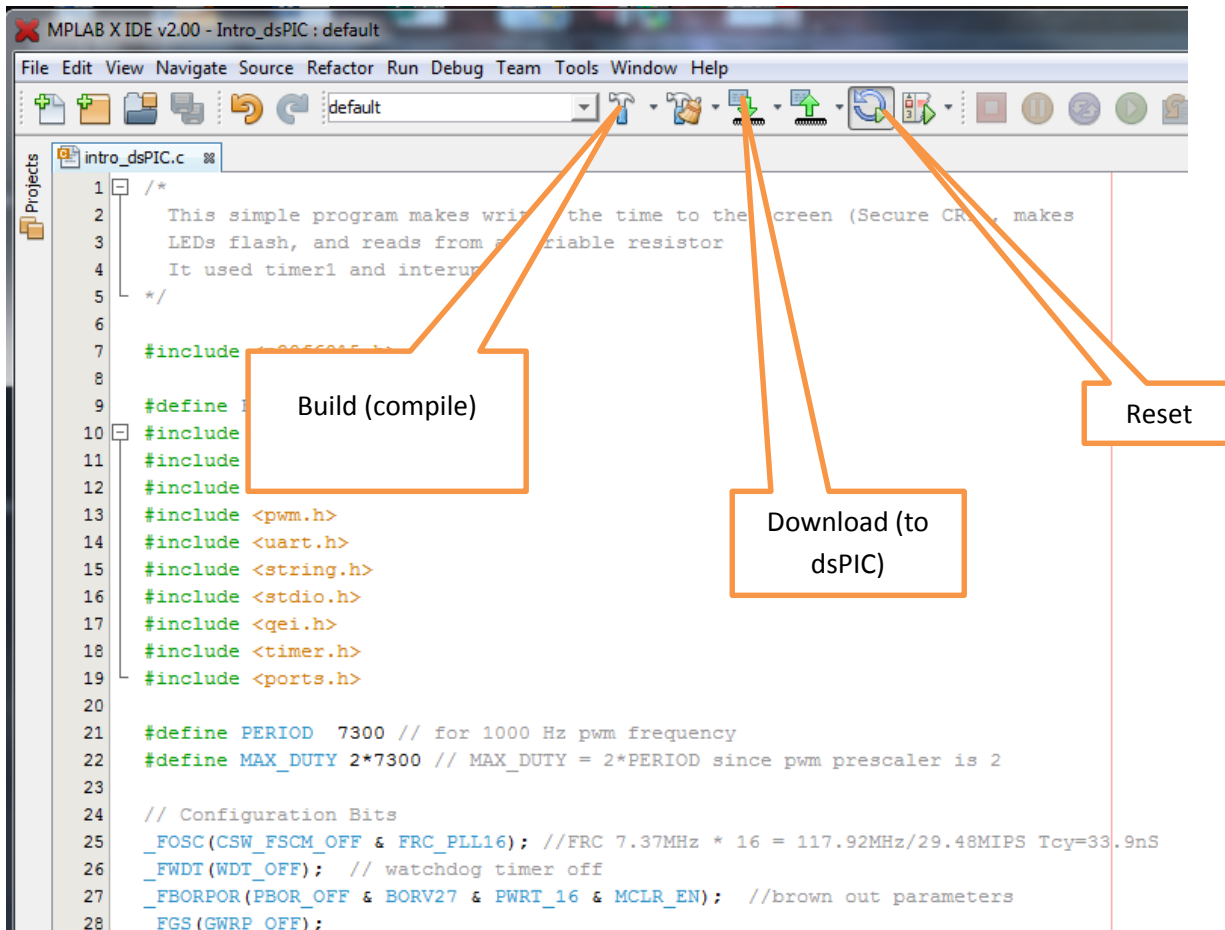 MPLAB X IDE v2.00 - Intro_dsPIC : default
File Edit View Navigate Source Refactor Run Debug Team Tools Window Help
default
Projects
intro_dsPIC.c
1 /*
2 This simple program makes the time to the screen (Secure makes
3 LEDs flash, and reads from resistor
4 It used timer1 and
5 */
6
7 #include
8
9 #define
10 #include
11 #include
12 #include
13 #include <pwm.h>
14 #include <uart.h>
15 #include <string.h>
16 #include <stdio.h>
17 #include <qei.h>
18 #include <timer.h>
19 #include <ports.h>
20
21 #define PERIOD 7300 // for 1000 Hz pwm frequency
22 #define MAX_DUTY 2*7300 // MAX_DUTY = 2*PERIOD since pwm prescaler is 2
23
24 // Configuration Bits
25 _FOSC(CSW_FSCM_OFF & FRC_PLL16); //FRC 7.37MHz * 16 = 117.92MHz/29.48MIPS Tcy=33.9nS
26 _FWDT(WDT_OFF); // watchdog timer off
27 _FBORPOR(PBOR_OFF & BORV27 & PWRT_16 & MCLR_EN); //brown out parameters
28 _FGS(GWRP_OFF);
Build (compile)
Download (to
dsPIC)
Reset